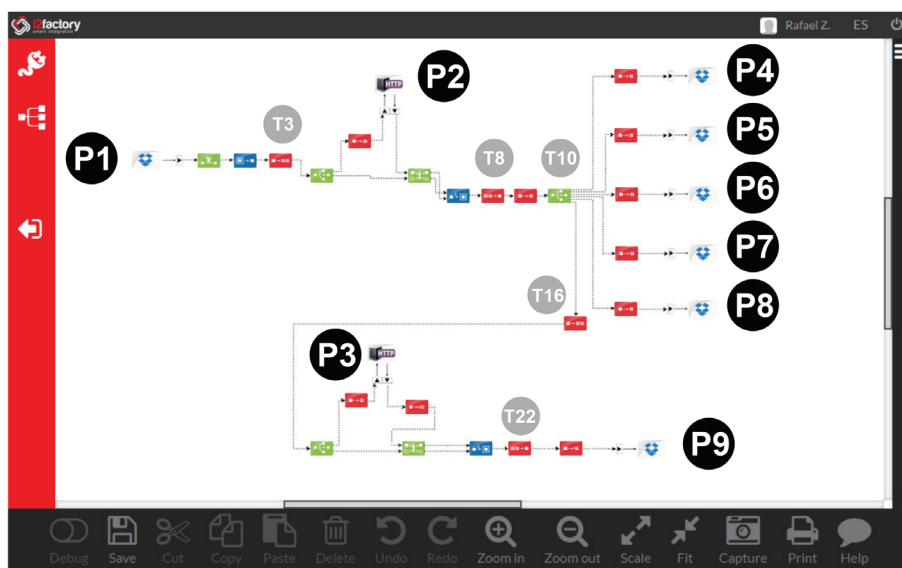 i2factory
smart integration
Rafael Z.
ES
P1
P2
P3
P4
P5
P6
P7
P8
P9
T3
T8
T10
T16
T22
HTTP
HTTP
Debug
Save
Cut
Copy
Paste
Delete
Undo
Redo
Zoom in
Zoom out
Scale
Fit
Capture
Print
Help